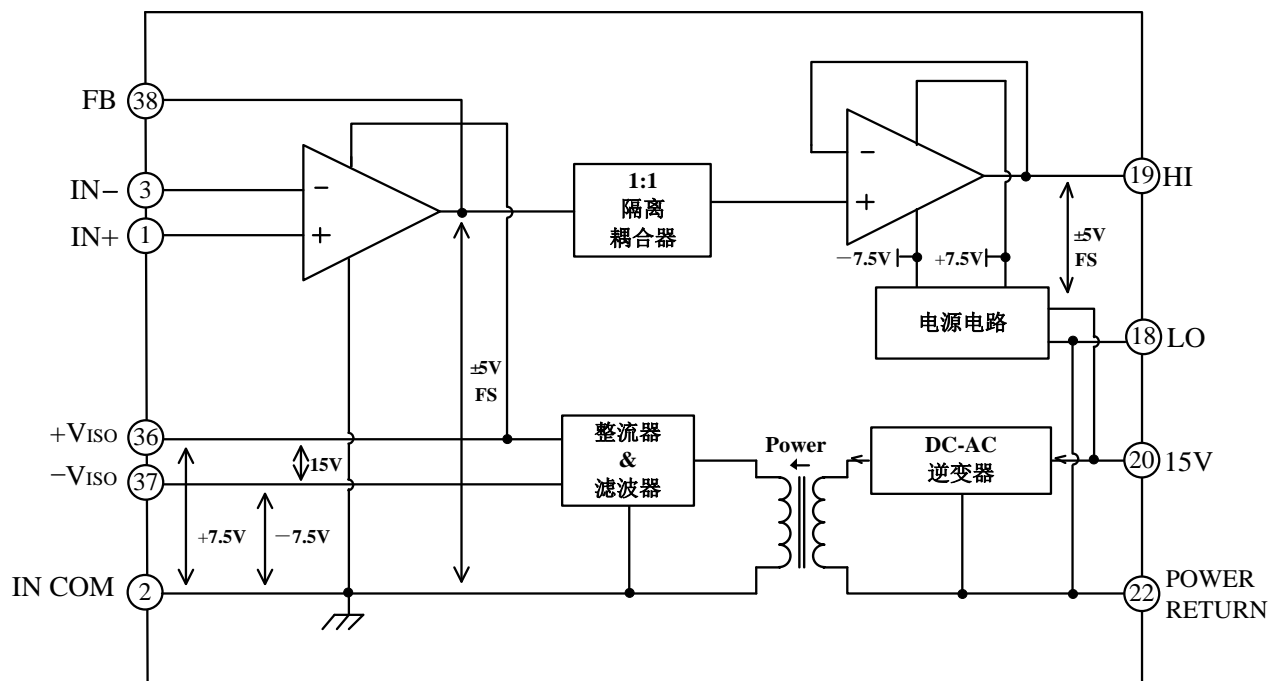 FB 38
IN− 3
IN+ 1
−
+
1:1
隔离
耦合器
−
+
19 HI
−7.5V
+7.5V
±5V
FS
电源电路
18 LO
±5V
FS
+VISO 36
−VISO 37
15V
整流器
&
滤波器
Power
DC-AC
逆变器
20 15V
+7.5V
−7.5V
IN COM 2
22 POWER
RETURN